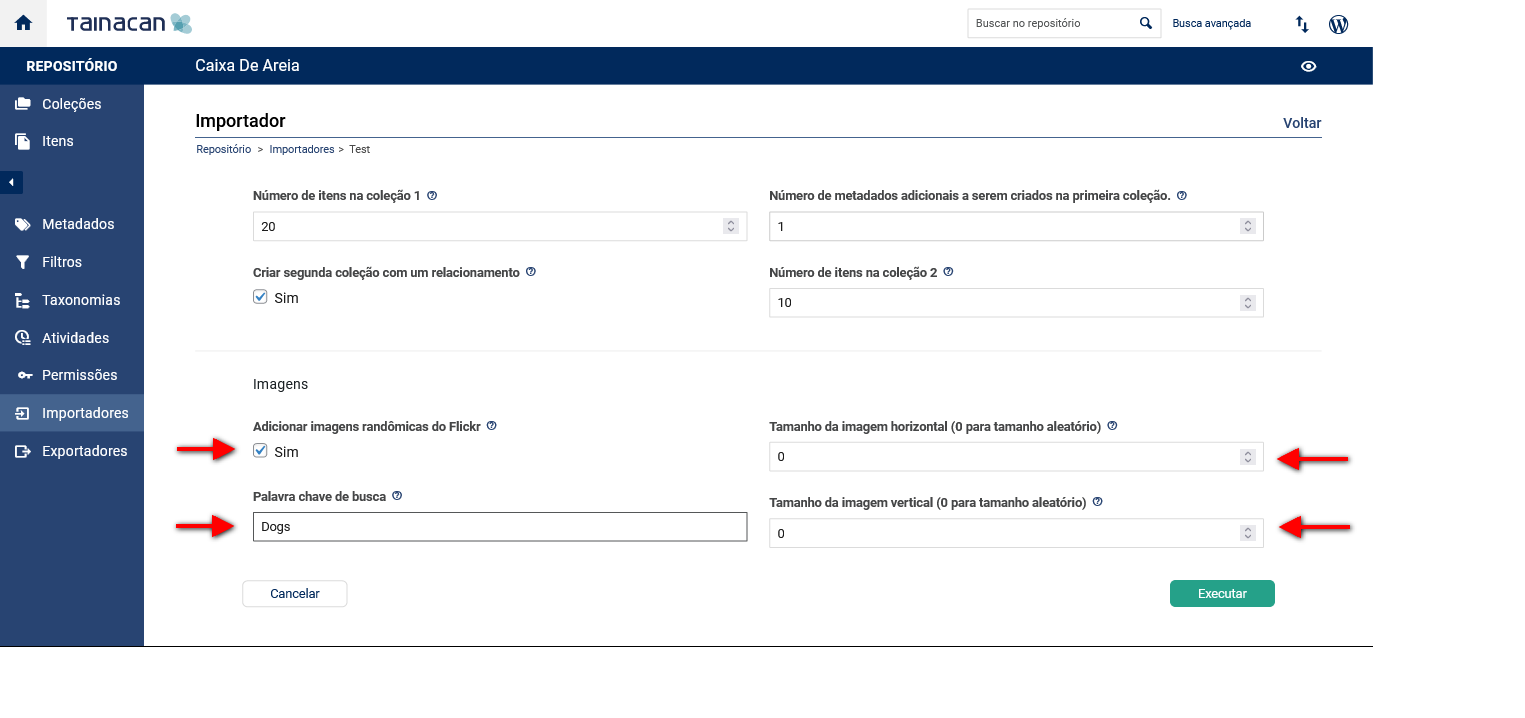 TAINACAN
Buscar no repositório
Busca avançada
REPOSITÓRIO
Caixa De Areia
Coleções
Itens
Metadados
Filtros
Taxonomias
Atividades
Permissões
Importadores
Exportadores
Importador
Voltar
Repositório > Importadores > Test
Número de itens na coleção 1
20
Número de metadados adicionais a serem criados na primeira coleção.
1
Criar segunda coleção com um relacionamento
Sim
Número de itens na coleção 2
10
Imagens
Adicionar imagens randômicas do Flickr
Sim
Tamanho da imagem horizontal (0 para tamanho aleatório)
0
Palavra chave de busca
Dogs
Tamanho da imagem vertical (0 para tamanho aleatório)
0
Cancelar
Executar